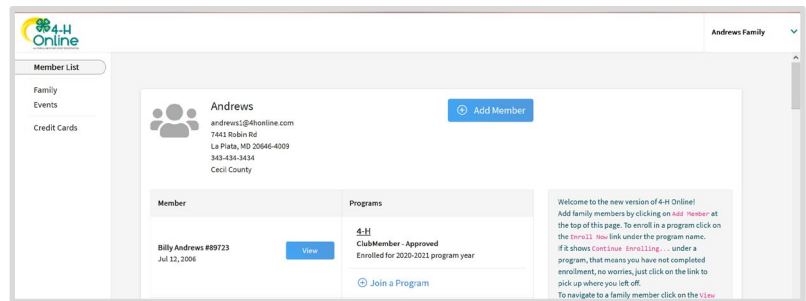 4-H
Online
Andrews Family
Member List
Family
Events
Credit Cards
Andrews
andrews1@4honline.com
7441 Robin Rd
La Plata, MD 20646-4009
343-434-3434
Cecil County
Add Member
Member
Programs
Billy Andrews #89723
Jul 12, 2006
View
4-H
ClubMember - Approved
Enrolled for 2020-2021 program year
Join a Program
Welcome to the new version of 4-H Online!
Add family members by clicking on Add Member at
the top of this page. To enroll in a program click on
the Enroll Now link under the program name.
If it shows Continue Enrolling... under a
program, that means you have not completed
enrollment, no worries, just click on the link to
pick up where you left off.
To navigate to a family member click on the View